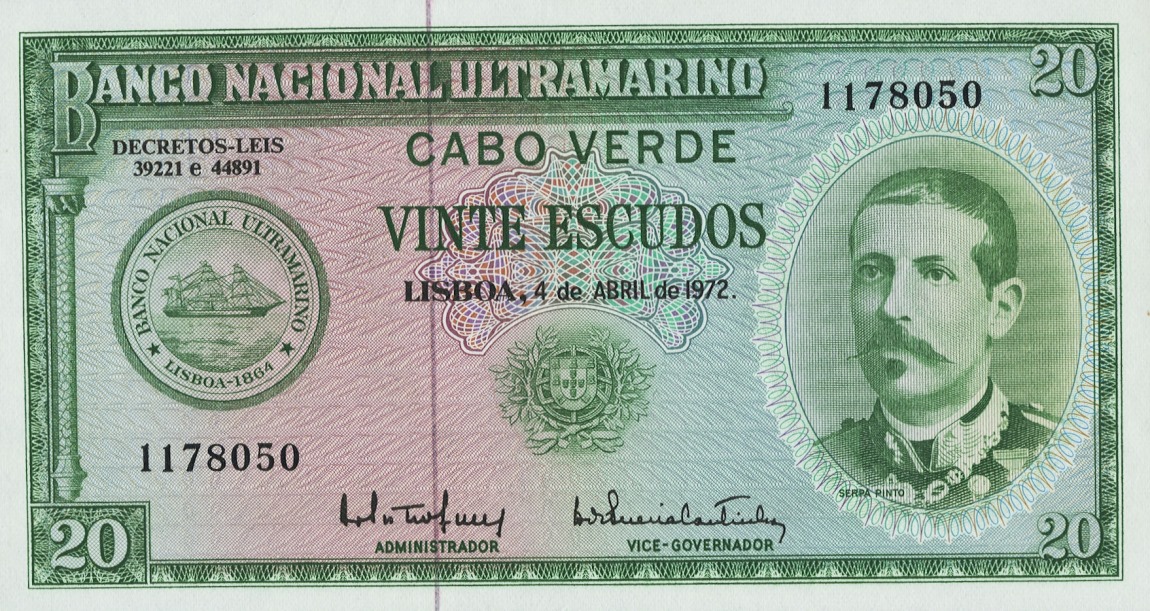 BANCO NACIONAL ULTRAMARINO
1178050
20
DECRETOS-LEIS
39221 e 44891
CABO VERDE
VINTE ESCUDOS
LISBOA, 4 de ABRIL de 1972.
BANCO NACIONAL ULTRAMARINO
LISBOA-1864
1178050
SERPA PINTO
ADMINISTRADOR
VICE-GOVERNADOR
20
20